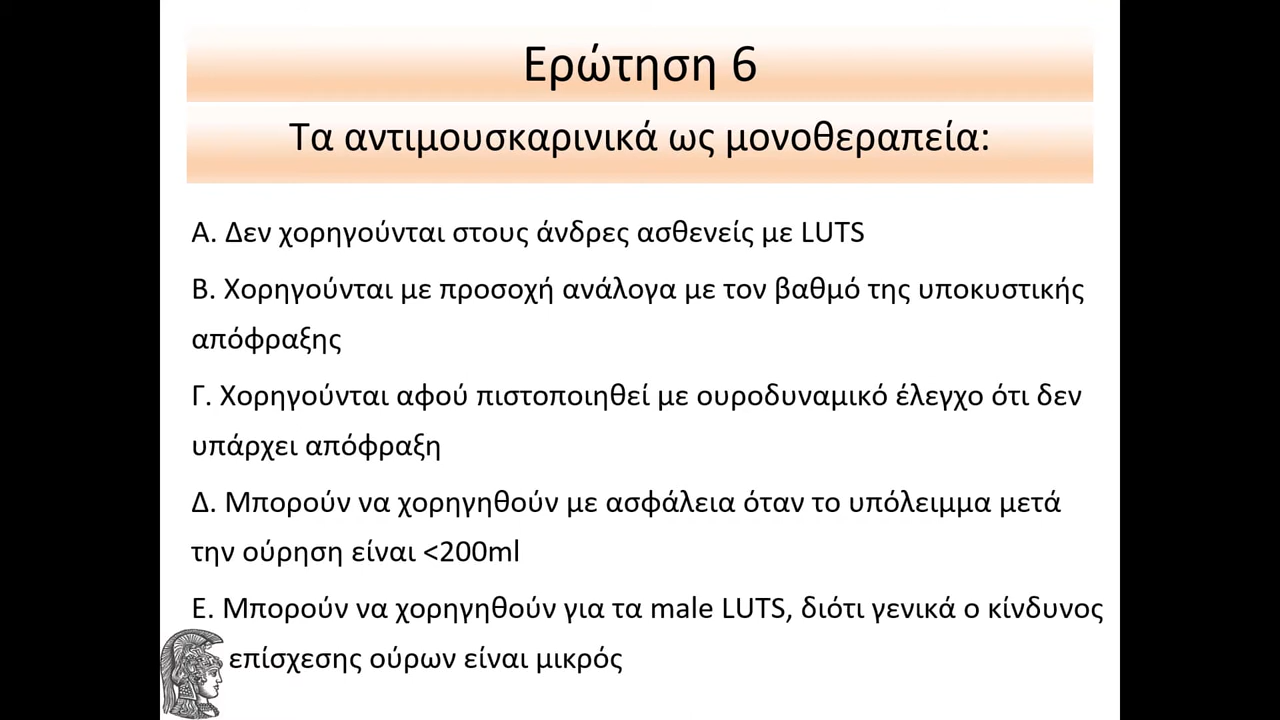 Ερώτηση 6
Τα αντιμουσκαρινικά ως μονοθεραπεία:
Α. Δεν χορηγούνται στους άνδρες ασθενείς με LUTS
Β. Χορηγούνται με προσοχή ανάλογα με τον βαθμό της υποκυστικής
απόφραξης
Γ. Χορηγούνται αφού πιστοποιηθεί με ουροδυναμικό έλεγχο ότι δεν
υπάρχει απόφραξη
Δ. Μπορούν να χορηγηθούν με ασφάλεια όταν το υπόλειμμα μετά
την ούρηση είναι <200ml
Ε. Μπορούν να χορηγηθούν για τα male LUTS, διότι γενικά ο κίνδυνος
επίσχεσης ούρων είναι μικρός